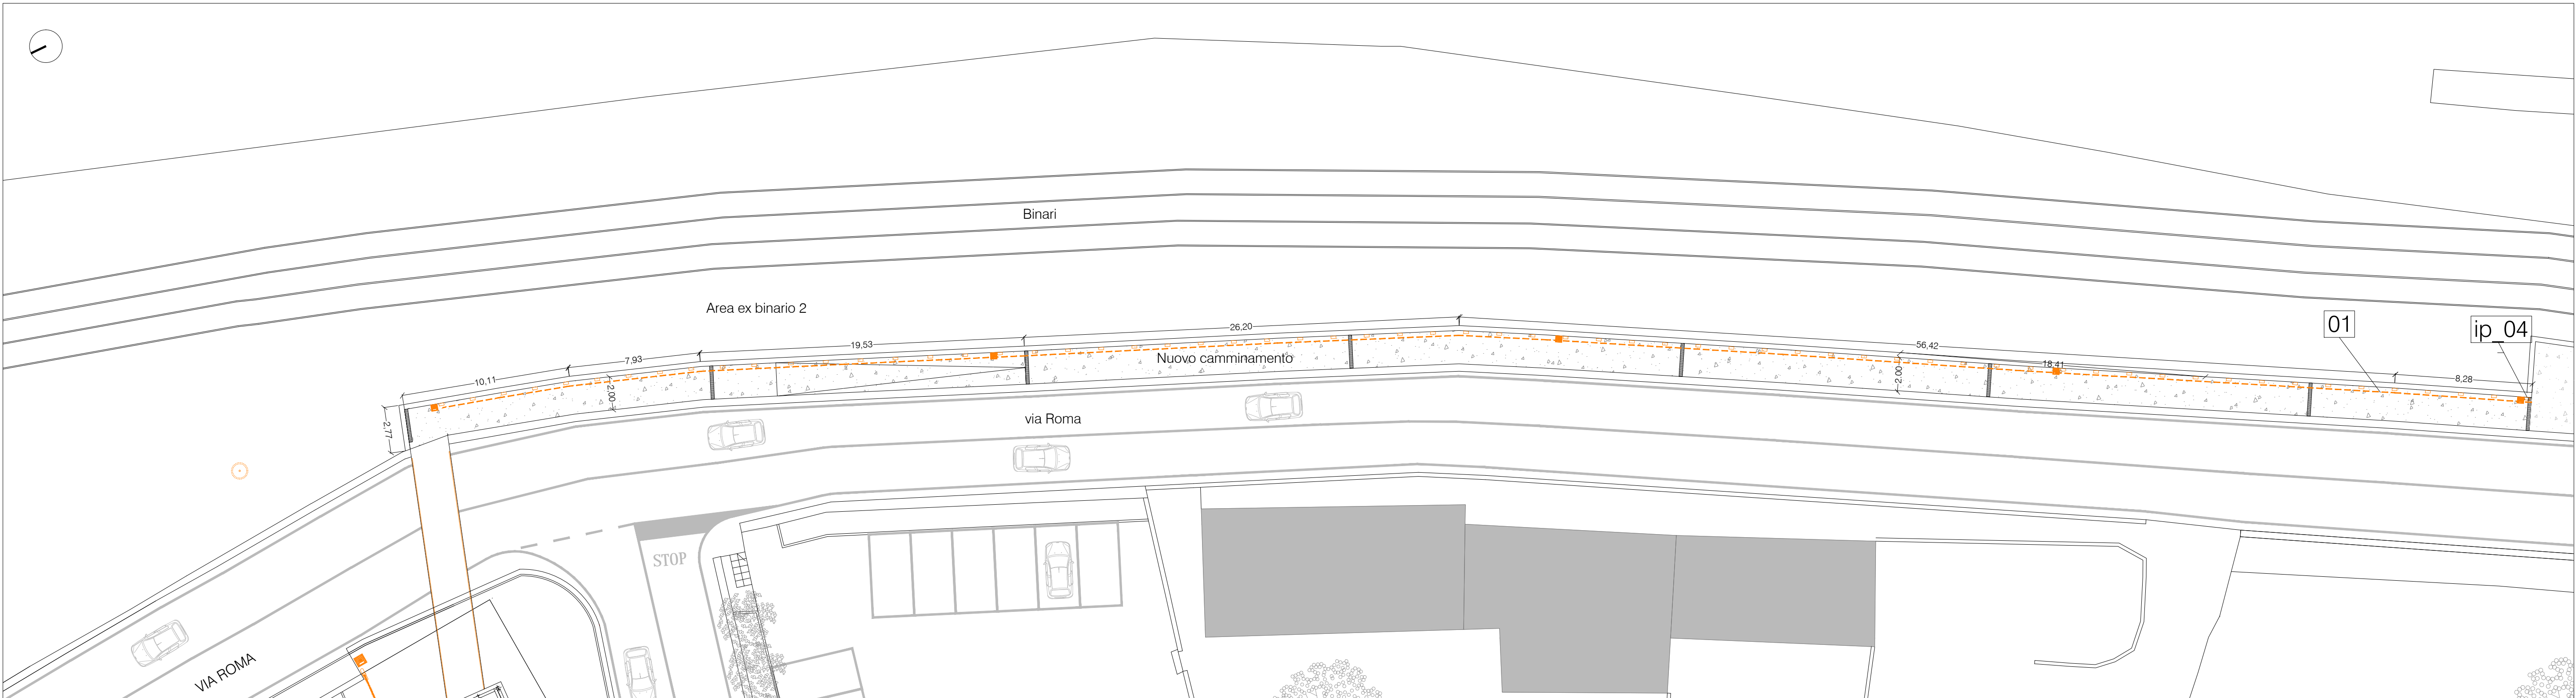 Binari
Area ex binario 2
01
ip_04
26,20
19,53
7,93
10,11
56,42
18,41
8,28
Nuovo camminamento
2,00
2,00
2,77
via Roma
STOP
VIA ROMA